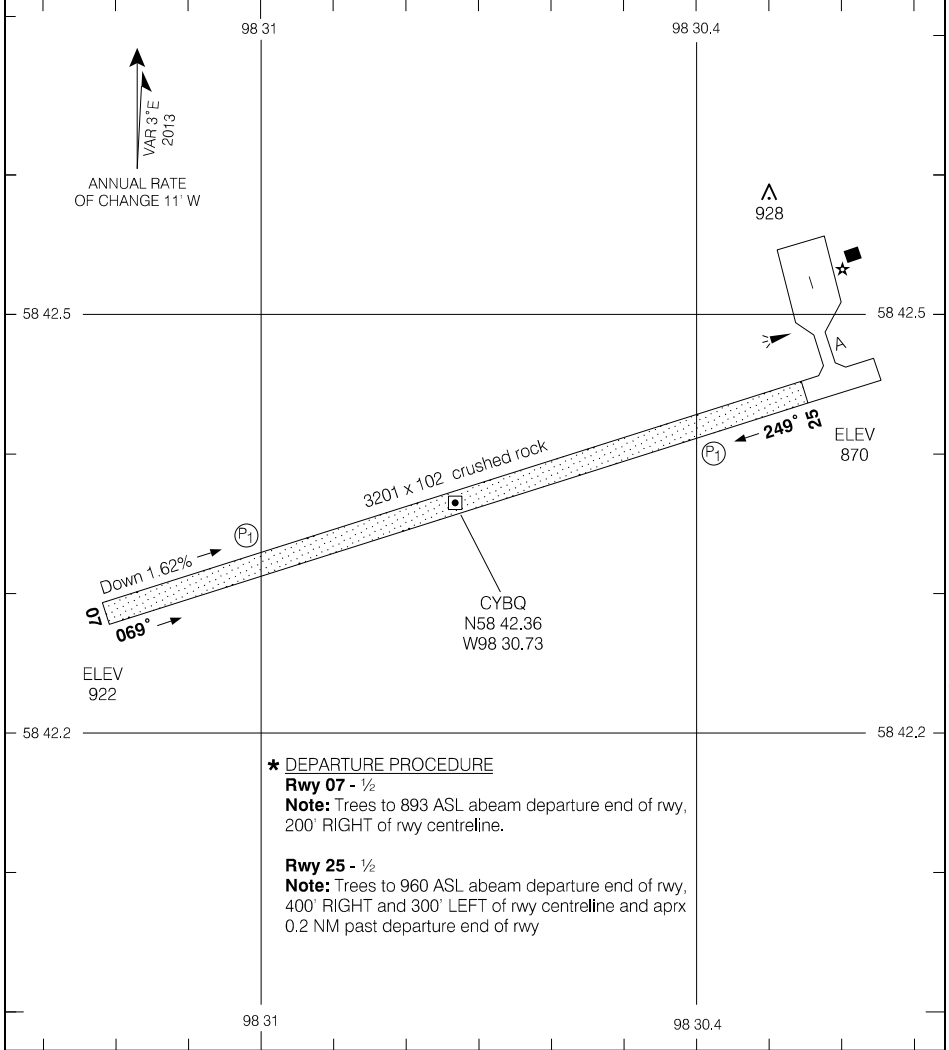 98 31
98 30.4
VAR 3°E
2013
ANNUAL RATE
OF CHANGE 11' W
928
58 42.5
58 42.5
A
3201 x 102 crushed rock
249°
25
ELEV
870
P1
P1
Down 1.62%
07
069°
ELEV
922
CYBQ
N58 42.36
W98 30.73
58 42.2
58 42.2
* DEPARTURE PROCEDURE
Rwy 07 - ½
Note: Trees to 893 ASL abeam departure end of rwy,
200' RIGHT of rwy centreline.
Rwy 25 - ½
Note: Trees to 960 ASL abeam departure end of rwy,
400' RIGHT and 300' LEFT of rwy centreline and aprx
0.2 NM past departure end of rwy
98 31
98 30.4